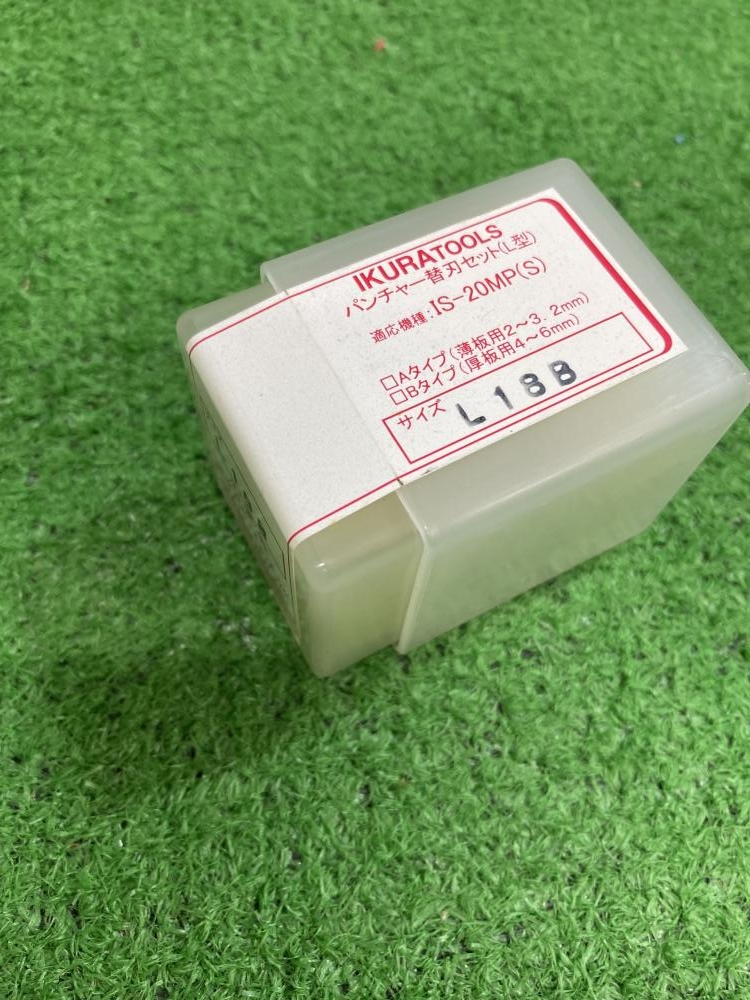 IKURATOOLS
パンチャー替刃セット(L型)
適応機種:IS-20MP(S)
□Aタイプ(薄板用2〜3.2mm)
□Bタイプ(厚板用4〜6mm)
サイズ L18B